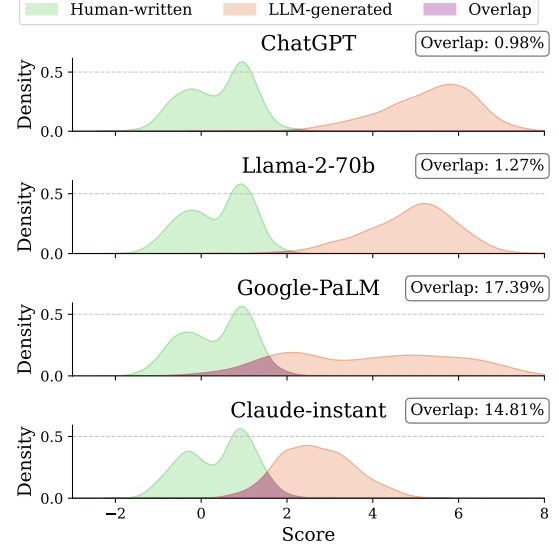 Human-written LLM-generated Overlap
ChatGPT
Overlap: 0.98%
Density
0.5
0.0
Llama-2-70b
Overlap: 1.27%
Density
0.5
0.0
Google-PaLM
Overlap: 17.39%
Density
0.5
0.0
Claude-instant
Overlap: 14.81%
Density
0.5
0.0
−2 0 2 4 6 8
Score